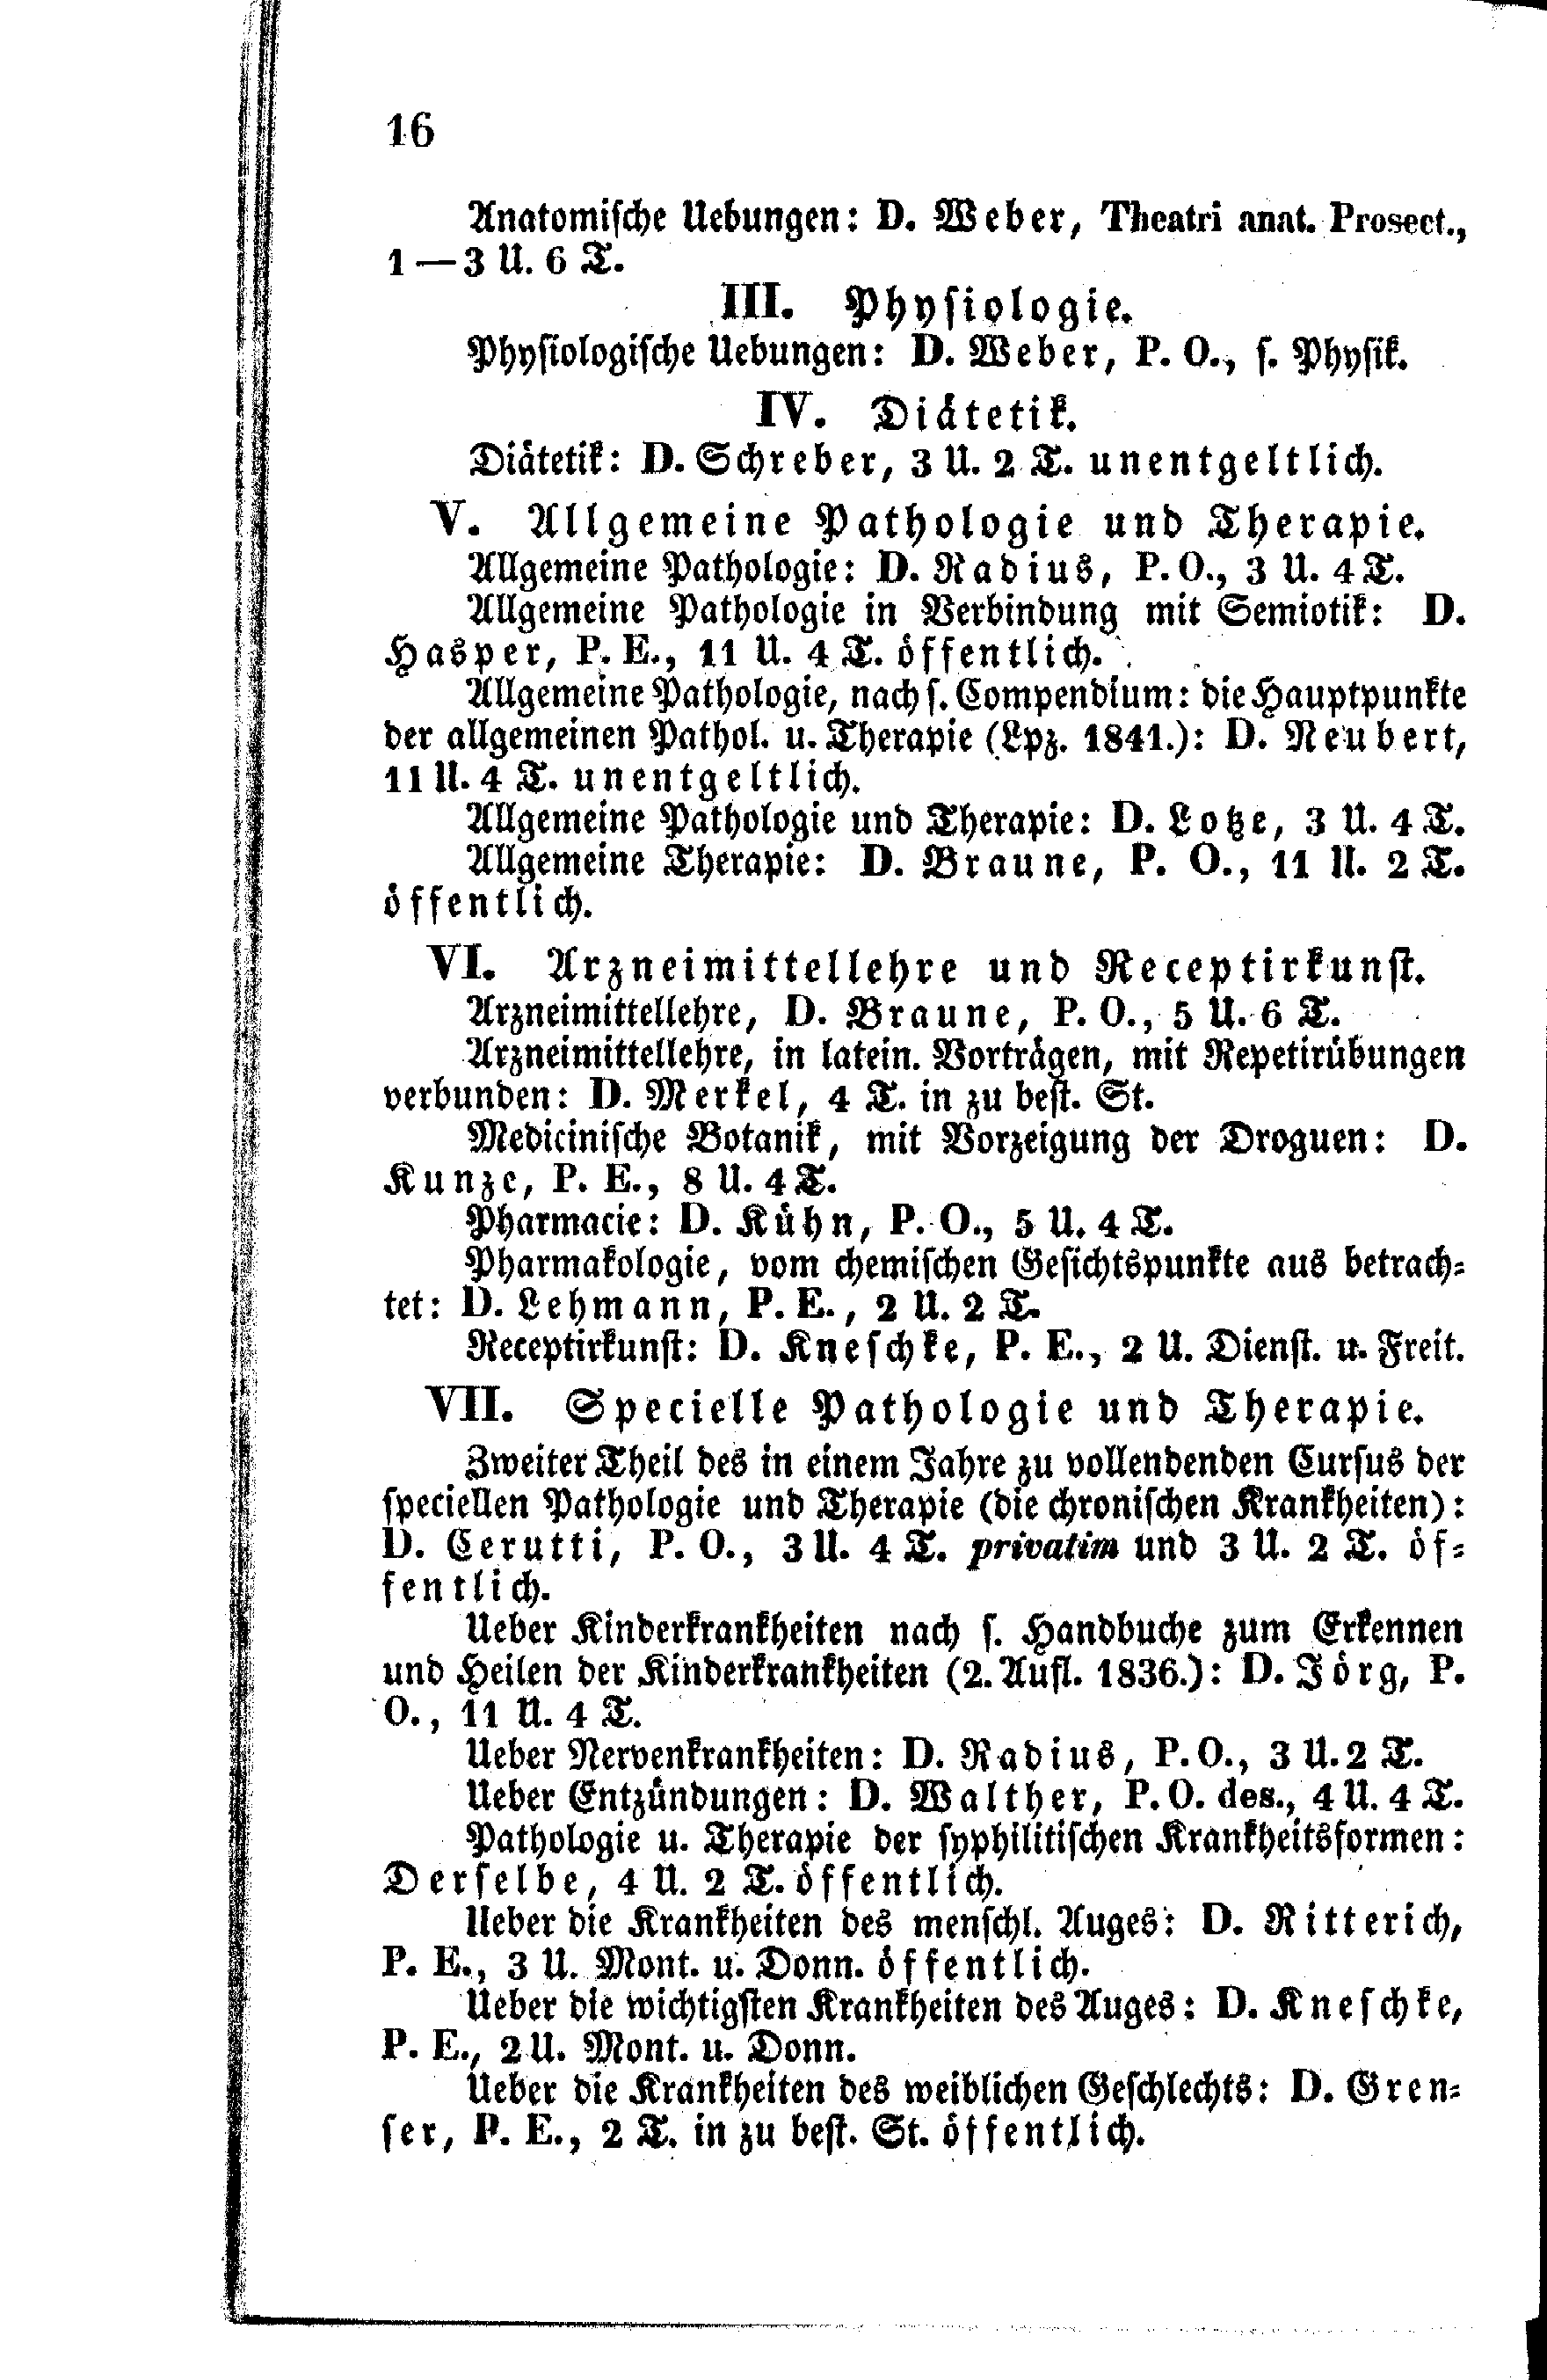 16
Anatomische Uebungen: D. Weber, Theatri anat. Prosect.,
1—3 U. 6 T.
III. Physiologie.
Physiologische Uebungen: D. Weber, P. O., s. Physik.
IV. Diätetik.
Diätetik: D. Schreber, 3 U. 2 T. unentgeltlich.
V. Allgemeine Pathologie und Therapie.
Allgemeine Pathologie: D. Radius, P. O., 3 U. 4 T.
Allgemeine Pathologie in Verbindung mit Semiotik: D.
Hasper, P. E., 11 U. 4 T. öffentlich.
Allgemeine Pathologie, nach s. Compendium: die Hauptpunkte
der allgemeinen Pathol. u. Therapie (Lpz. 1841.): D. Neubert,
11 U. 4 T. unentgeltlich.
Allgemeine Pathologie und Therapie: D. Lotze, 3 U. 4 T.
Allgemeine Therapie: D. Braune, P. O., 11 U. 2 T.
öffentlich.
VI. Arzneimittellehre und Receptirkunst.
Arzneimittellehre, D. Braune, P. O., 5 U. 6 T.
Arzneimittellehre, in latein. Vorträgen, mit Repetirübungen
verbunden: D. Merkel, 4 T. in zu best. St.
Medicinische Botanik, mit Vorzeigung der Droguen: D.
Kunze, P. E., 8 U. 4 T.
Pharmacie: D. Kühn, P. O., 5 U. 4 T.
Pharmakologie, vom chemischen Gesichtspunkte aus betrach-
tet: D. Lehmann, P. E., 2 U. 2 T.
Receptirkunst: D. Kneschke, P. E., 2 U. Dienst. u. Freit.
VII. Specielle Pathologie und Therapie.
Zweiter Theil des in einem Jahre zu vollendenden Cursus der
speciellen Pathologie und Therapie (die chronischen Krankheiten):
D. Cerutti, P. O., 3 U. 4 T. privatim und 3 U. 2 T. öf-
fentlich.
Ueber Kinderkrankheiten nach s. Handbuche zum Erkennen
und Heilen der Kinderkrankheiten (2. Aufl. 1836.): D. Jörg, P.
O., 11 U. 4 T.
Ueber Nervenkrankheiten: D. Radius, P. O., 3 U. 2 T.
Ueber Entzündungen: D. Walther, P. O. des., 4 U. 4 T.
Pathologie u. Therapie der syphilitischen Krankheitsformen:
Derselbe, 4 U. 2 T. öffentlich.
Ueber die Krankheiten des menschl. Auges: D. Ritterich,
P. E., 3 U. Mont. u. Donn. öffentlich.
Ueber die wichtigsten Krankheiten des Auges: D. Kneschke,
P. E., 2 U. Mont. u. Donn.
Ueber die Krankheiten des weiblichen Geschlechts: D. Gren-
ser, P. E., 2 T. in zu best. St. öffentlich.